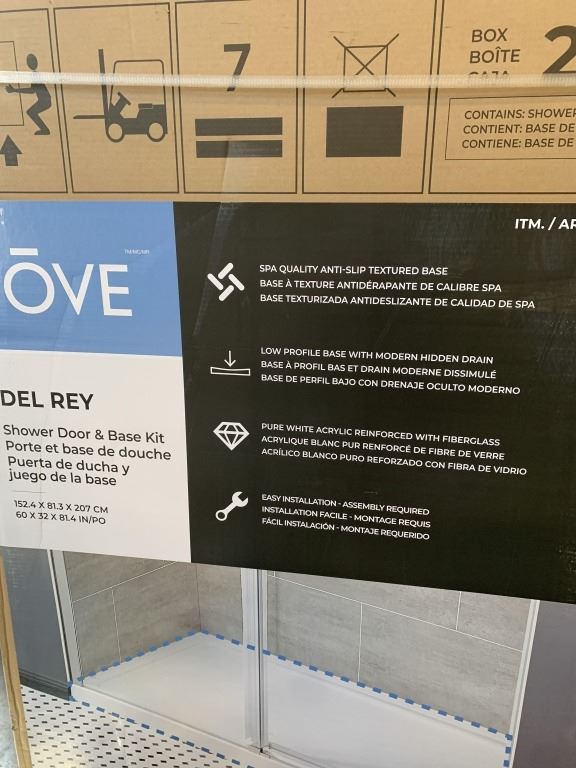 7
BOX
BOÎTE
CAJA
2
CONTAINS: SHOWER
CONTIENT: BASE DE
CONTIENE: BASE DE
ITM. /
ŌVE
TM/MC/MR
SPA QUALITY ANTI-SLIP TEXTURED BASE
BASE À TEXTURE ANTIDÉRAPANTE DE CALIBRE SPA
BASE TEXTURIZADA ANTIDESLIZANTE DE CALIDAD DE SPA
LOW PROFILE BASE WITH MODERN HIDDEN DRAIN
BASE À PROFIL BAS ET DRAIN MODERNE DISSIMULÉ
BASE DE PERFIL BAJO CON DRENAJE OCULTO MODERNO
DEL REY
Shower Door & Base Kit
Porte et base de douche
Puerta de ducha y
juego de la base
152.4 X 81.3 X 207 CM
60 X 32 X 81.4 IN/PO
PURE WHITE ACRYLIC REINFORCED WITH FIBERGLASS
ACRYLIQUE BLANC PUR RENFORCÉ DE FIBRE DE VERRE
ACRÍLICO BLANCO PURO REFORZADO CON FIBRA DE VIDRIO
EASY INSTALLATION - ASSEMBLY REQUIRED
INSTALLATION FACILE - MONTAGE REQUIS
FÁCIL INSTALACIÓN - MONTAJE REQUERIDO